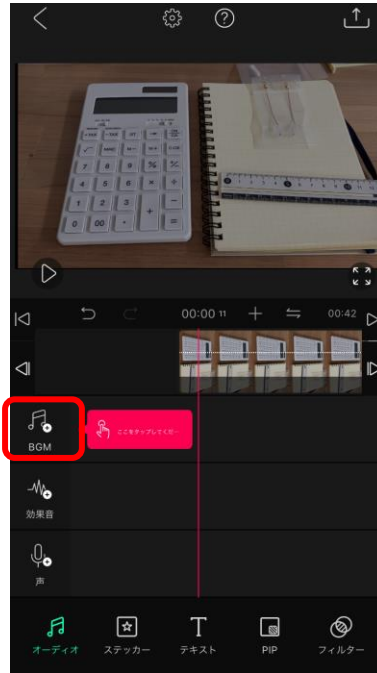 00:00 11
00:42
BGM
ここをタップしてくだ…
効果音
声
オーディオ
ステッカー
テキスト
PIP
フィルター